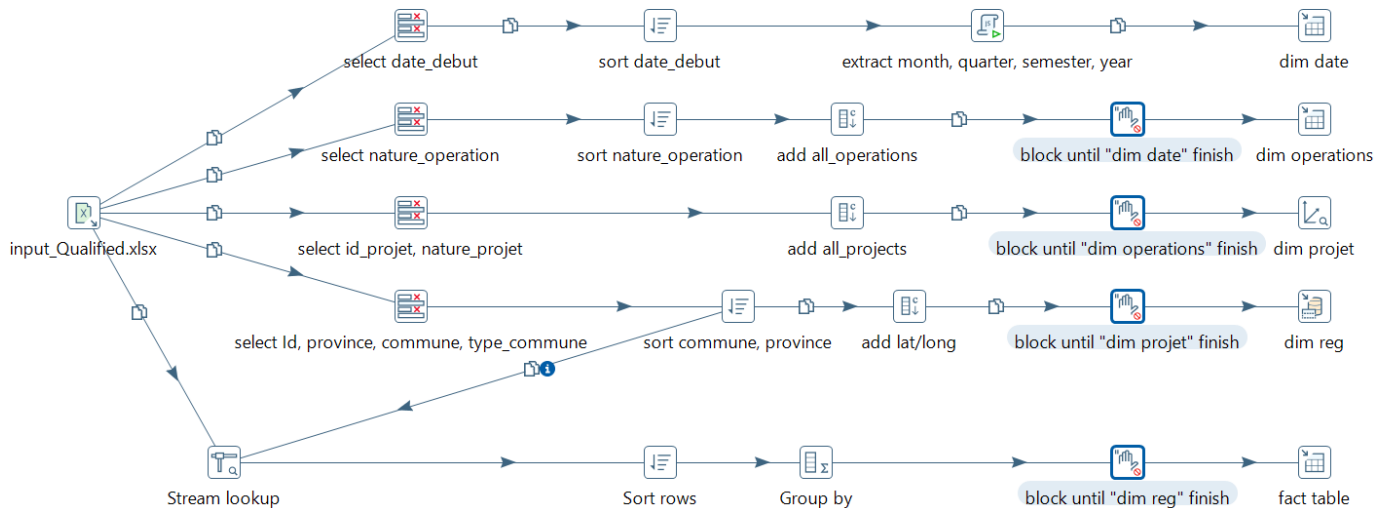 select date_debut
sort date_debut
extract month, quarter, semester, year
dim date
select nature_operation
sort nature_operation
add all_operations
block until "dim date" finish
dim operations
input_Qualified.xlsx
select id_projet, nature_projet
add all_projects
block until "dim operations" finish
dim projet
select Id, province, commune, type_commune
sort commune, province
add lat/long
block until "dim projet" finish
dim reg
Stream lookup
Sort rows
Group by
block until "dim reg" finish
fact table